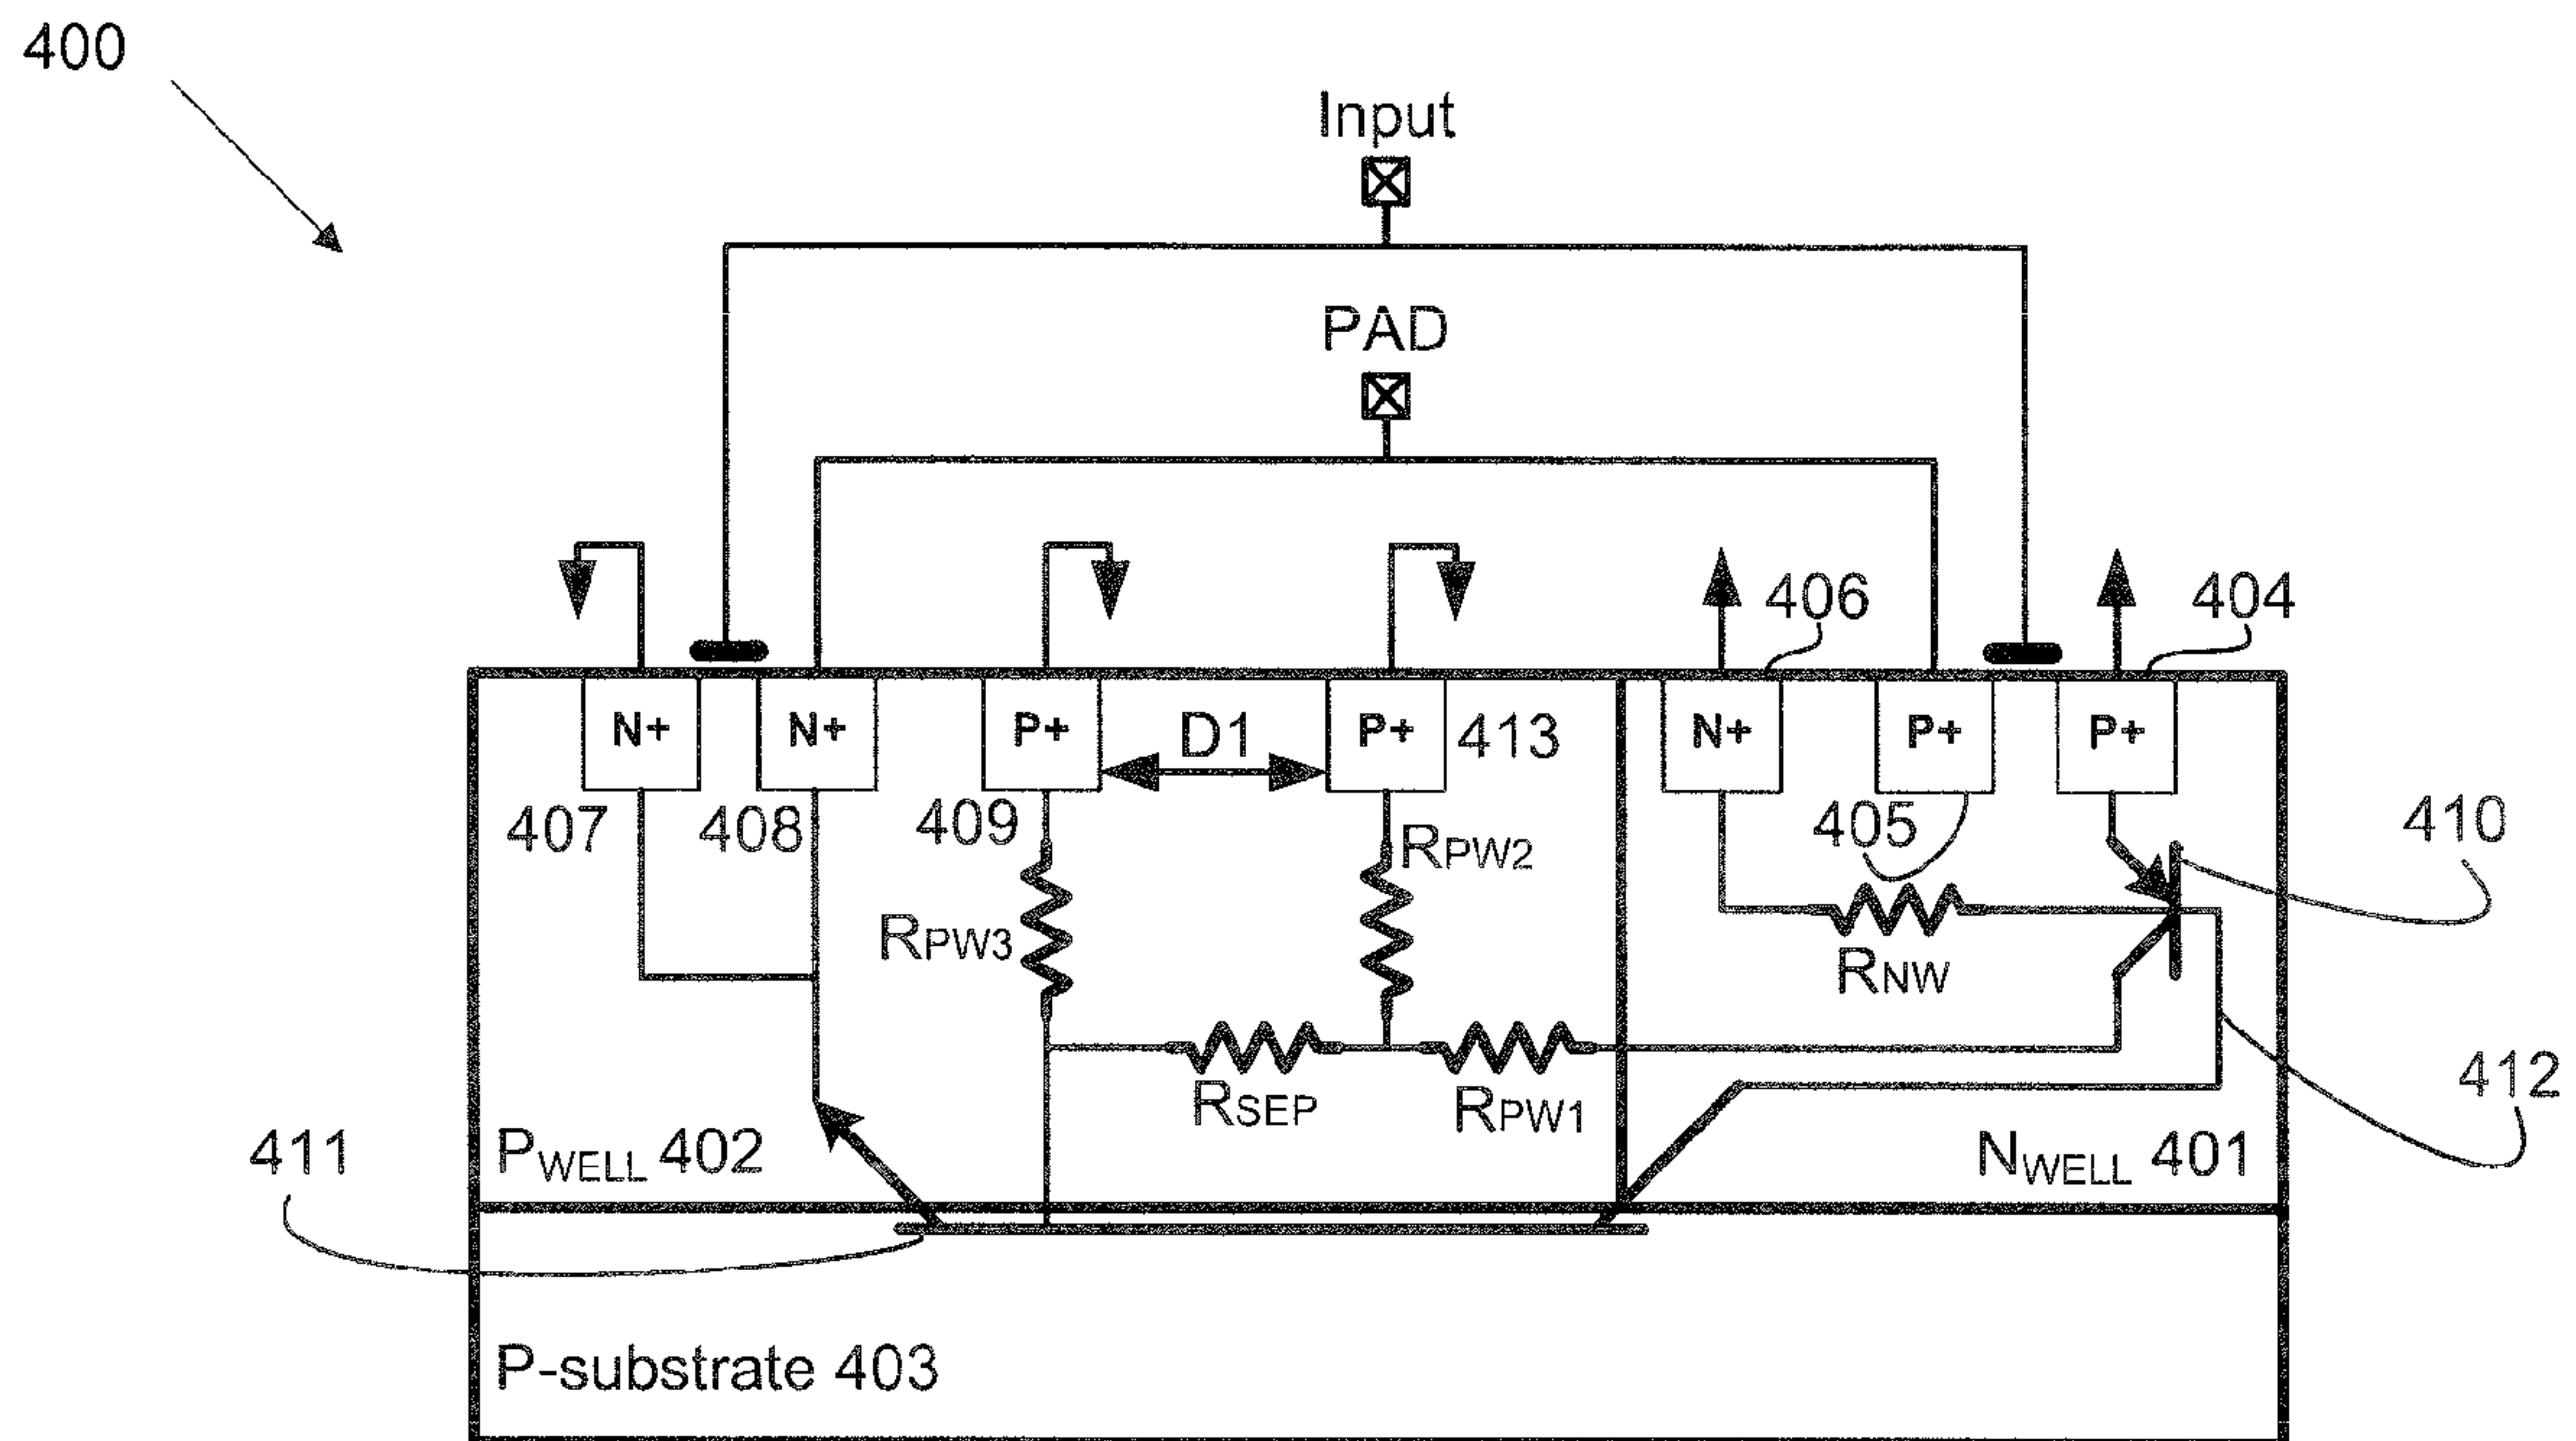 400
Input
PAD
406
404
N+
N+
P+
D1
P+
413
N+
P+
P+
407
408
409
RPW2
405
410
RPW3
RNW
RSEP
RPW1
412
411
PWELL 402
NWELL 401
P-substrate 403